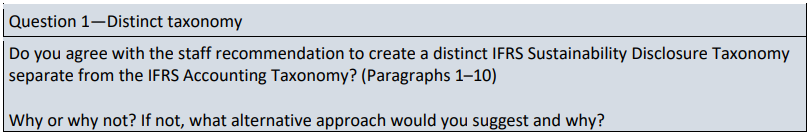 Question 1—Distinct taxonomy
Do you agree with the staff recommendation to create a distinct IFRS Sustainability Disclosure Taxonomy
separate from the IFRS Accounting Taxonomy? (Paragraphs 1–10)
Why or why not? If not, what alternative approach would you suggest and why?